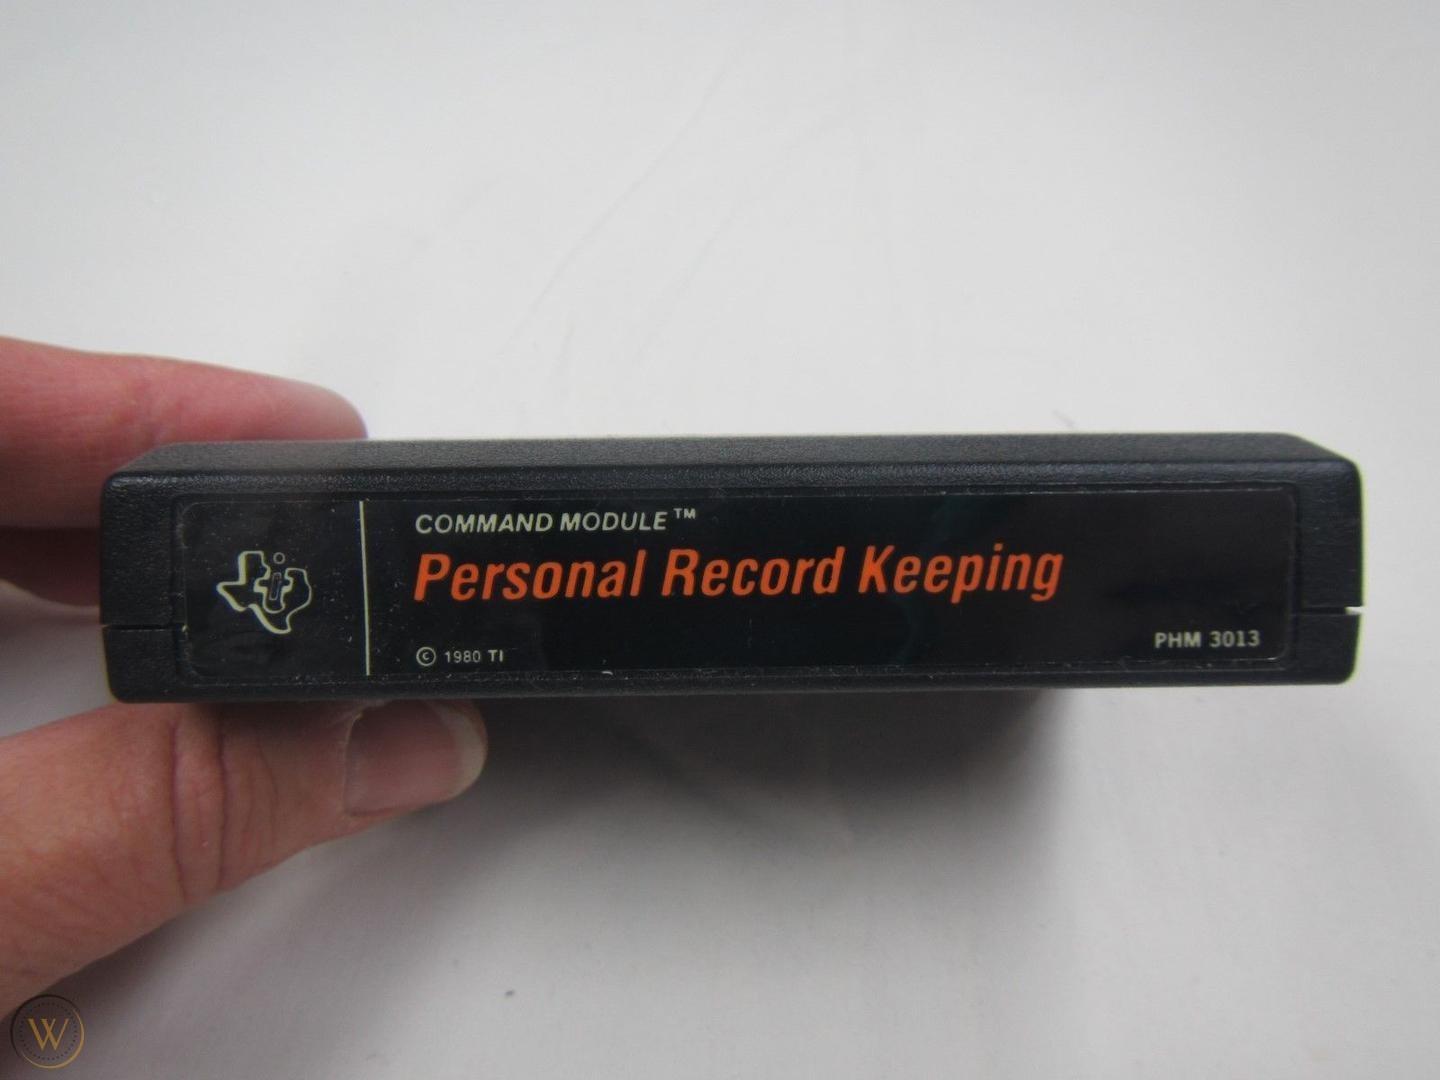 COMMAND MODULE™
Personal Record Keeping
© 1980 TI
PHM 3013
W